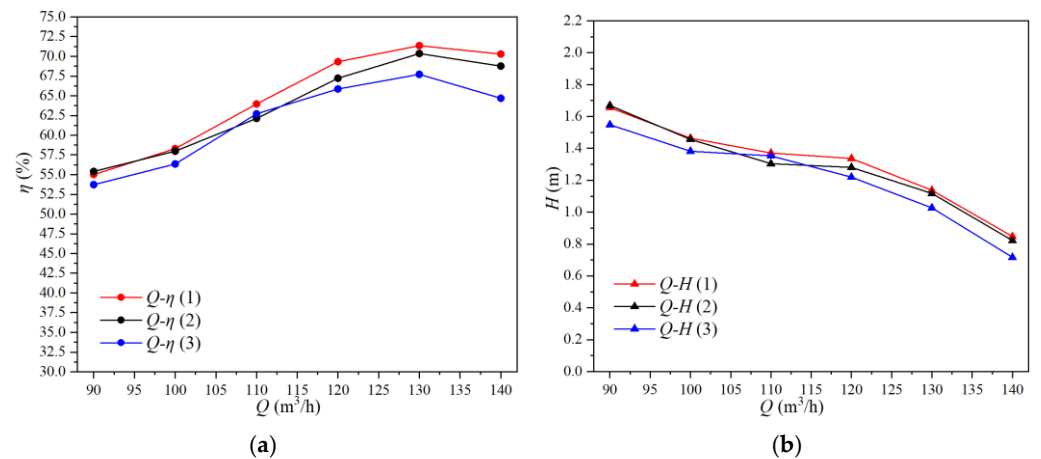 75.0
72.5
70.0
67.5
65.0
62.5
60.0
57.5
55.0
52.5
50.0
47.5
45.0
42.5
40.0
37.5
35.0
32.5
30.0
η (%)
Q-η (1)
Q-η (2)
Q-η (3)
90 95 100 105 110 115 120 125 130 135 140
Q (m³/h)
(a)
2.2
2.0
1.8
1.6
1.4
1.2
1.0
0.8
0.6
0.4
0.2
0.0
H (m)
Q-H (1)
Q-H (2)
Q-H (3)
90 95 100 105 110 115 120 125 130 135 140
Q (m³/h)
(b)